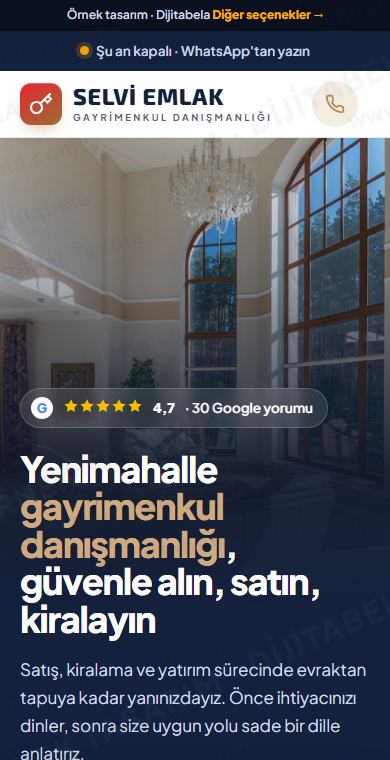 Örnek tasarım · Dijitabela Diğer seçenekler →
Şu an kapalı · WhatsApp'tan yazın
SELVİ EMLAK
GAYRİMENKUL DANIŞMANLIĞI
G ★★★★★ 4,7 · 30 Google yorumu
Yenimahalle
gayrimenkul
danışmanlığı,
güvenle alın, satın,
kiralayın
Satış, kiralama ve yatırım sürecinde evraktan
tapuya kadar yanınızdayız. Önce ihtiyacınızı
dinler, sonra size uygun yolu sade bir dille
anlatırız.